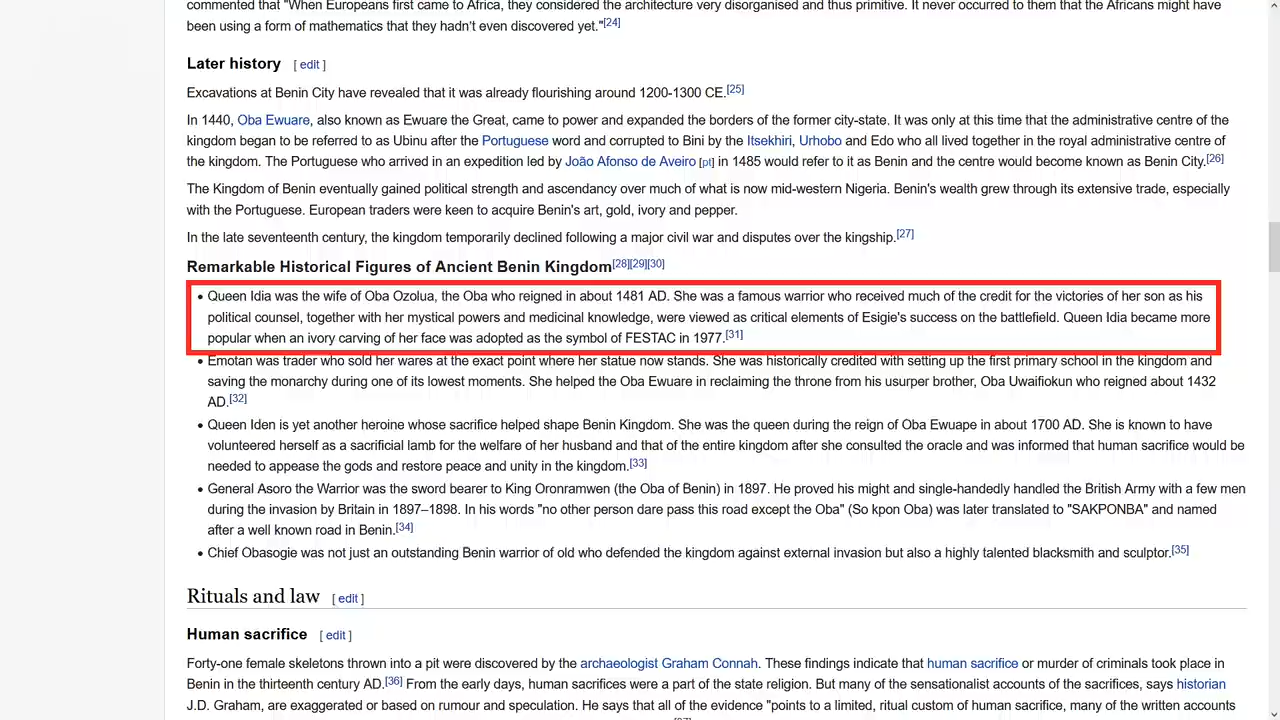 commented that "When Europeans first came to Africa, they considered the architecture very disorganised and thus primitive. It never occurred to them that the Africans might have
been using a form of mathematics that they hadn't even discovered yet."[24]
Later history [ edit ]
Excavations at Benin City have revealed that it was already flourishing around 1200-1300 CE.[25]
In 1440, Oba Ewuare, also known as Ewuare the Great, came to power and expanded the borders of the former city-state. It was only at this time that the administrative centre of the
kingdom began to be referred to as Ubinu after the Portuguese word and corrupted to Bini by the Itsekhiri, Urhobo and Edo who all lived together in the royal administrative centre of
the kingdom. The Portuguese who arrived in an expedition led by João Afonso de Aveiro [pt] in 1485 would refer to it as Benin and the centre would become known as Benin City.[26]
The Kingdom of Benin eventually gained political strength and ascendancy over much of what is now mid-western Nigeria. Benin's wealth grew through its extensive trade, especially
with the Portuguese. European traders were keen to acquire Benin's art, gold, ivory and pepper.
In the late seventeenth century, the kingdom temporarily declined following a major civil war and disputes over the kingship.[27]
Remarkable Historical Figures of Ancient Benin Kingdom[28][29][30]
• Queen Idia was the wife of Oba Ozolua, the Oba who reigned in about 1481 AD. She was a famous warrior who received much of the credit for the victories of her son as his
political counsel, together with her mystical powers and medicinal knowledge, were viewed as critical elements of Esigie's success on the battlefield. Queen Idia became more
popular when an ivory carving of her face was adopted as the symbol of FESTAC in 1977.[31]
• Emotan was trader who sold her wares at the exact point where her statue now stands. She was historically credited with setting up the first primary school in the kingdom and
saving the monarchy during one of its lowest moments. She helped the Oba Ewuare in reclaiming the throne from his usurper brother, Oba Uwaifiokun who reigned about 1432
AD.[32]
• Queen Iden is yet another heroine whose sacrifice helped shape Benin Kingdom. She was the queen during the reign of Oba Ewuape in about 1700 AD. She is known to have
volunteered herself as a sacrificial lamb for the welfare of her husband and that of the entire kingdom after she consulted the oracle and was informed that human sacrifice would be
needed to appease the gods and restore peace and unity in the kingdom.[33]
• General Asoro the Warrior was the sword bearer to King Oronramwen (the Oba of Benin) in 1897. He proved his might and single-handedly handled the British Army with a few men
during the invasion by Britain in 1897–1898. In his words "no other person dare pass this road except the Oba" (So kpon Oba) was later translated to "SAKPONBA" and named
after a well known road in Benin.[34]
• Chief Obasogie was not just an outstanding Benin warrior of old who defended the kingdom against external invasion but also a highly talented blacksmith and sculptor.[35]
Rituals and law [ edit ]
Human sacrifice [ edit ]
Forty-one female skeletons thrown into a pit were discovered by the archaeologist Graham Connah. These findings indicate that human sacrifice or murder of criminals took place in
Benin in the thirteenth century AD.[36] From the early days, human sacrifices were a part of the state religion. But many of the sensationalist accounts of the sacrifices, says historian
J.D. Graham, are exaggerated or based on rumour and speculation. He says that all of the evidence "points to a limited, ritual custom of human sacrifice, many of the written accounts